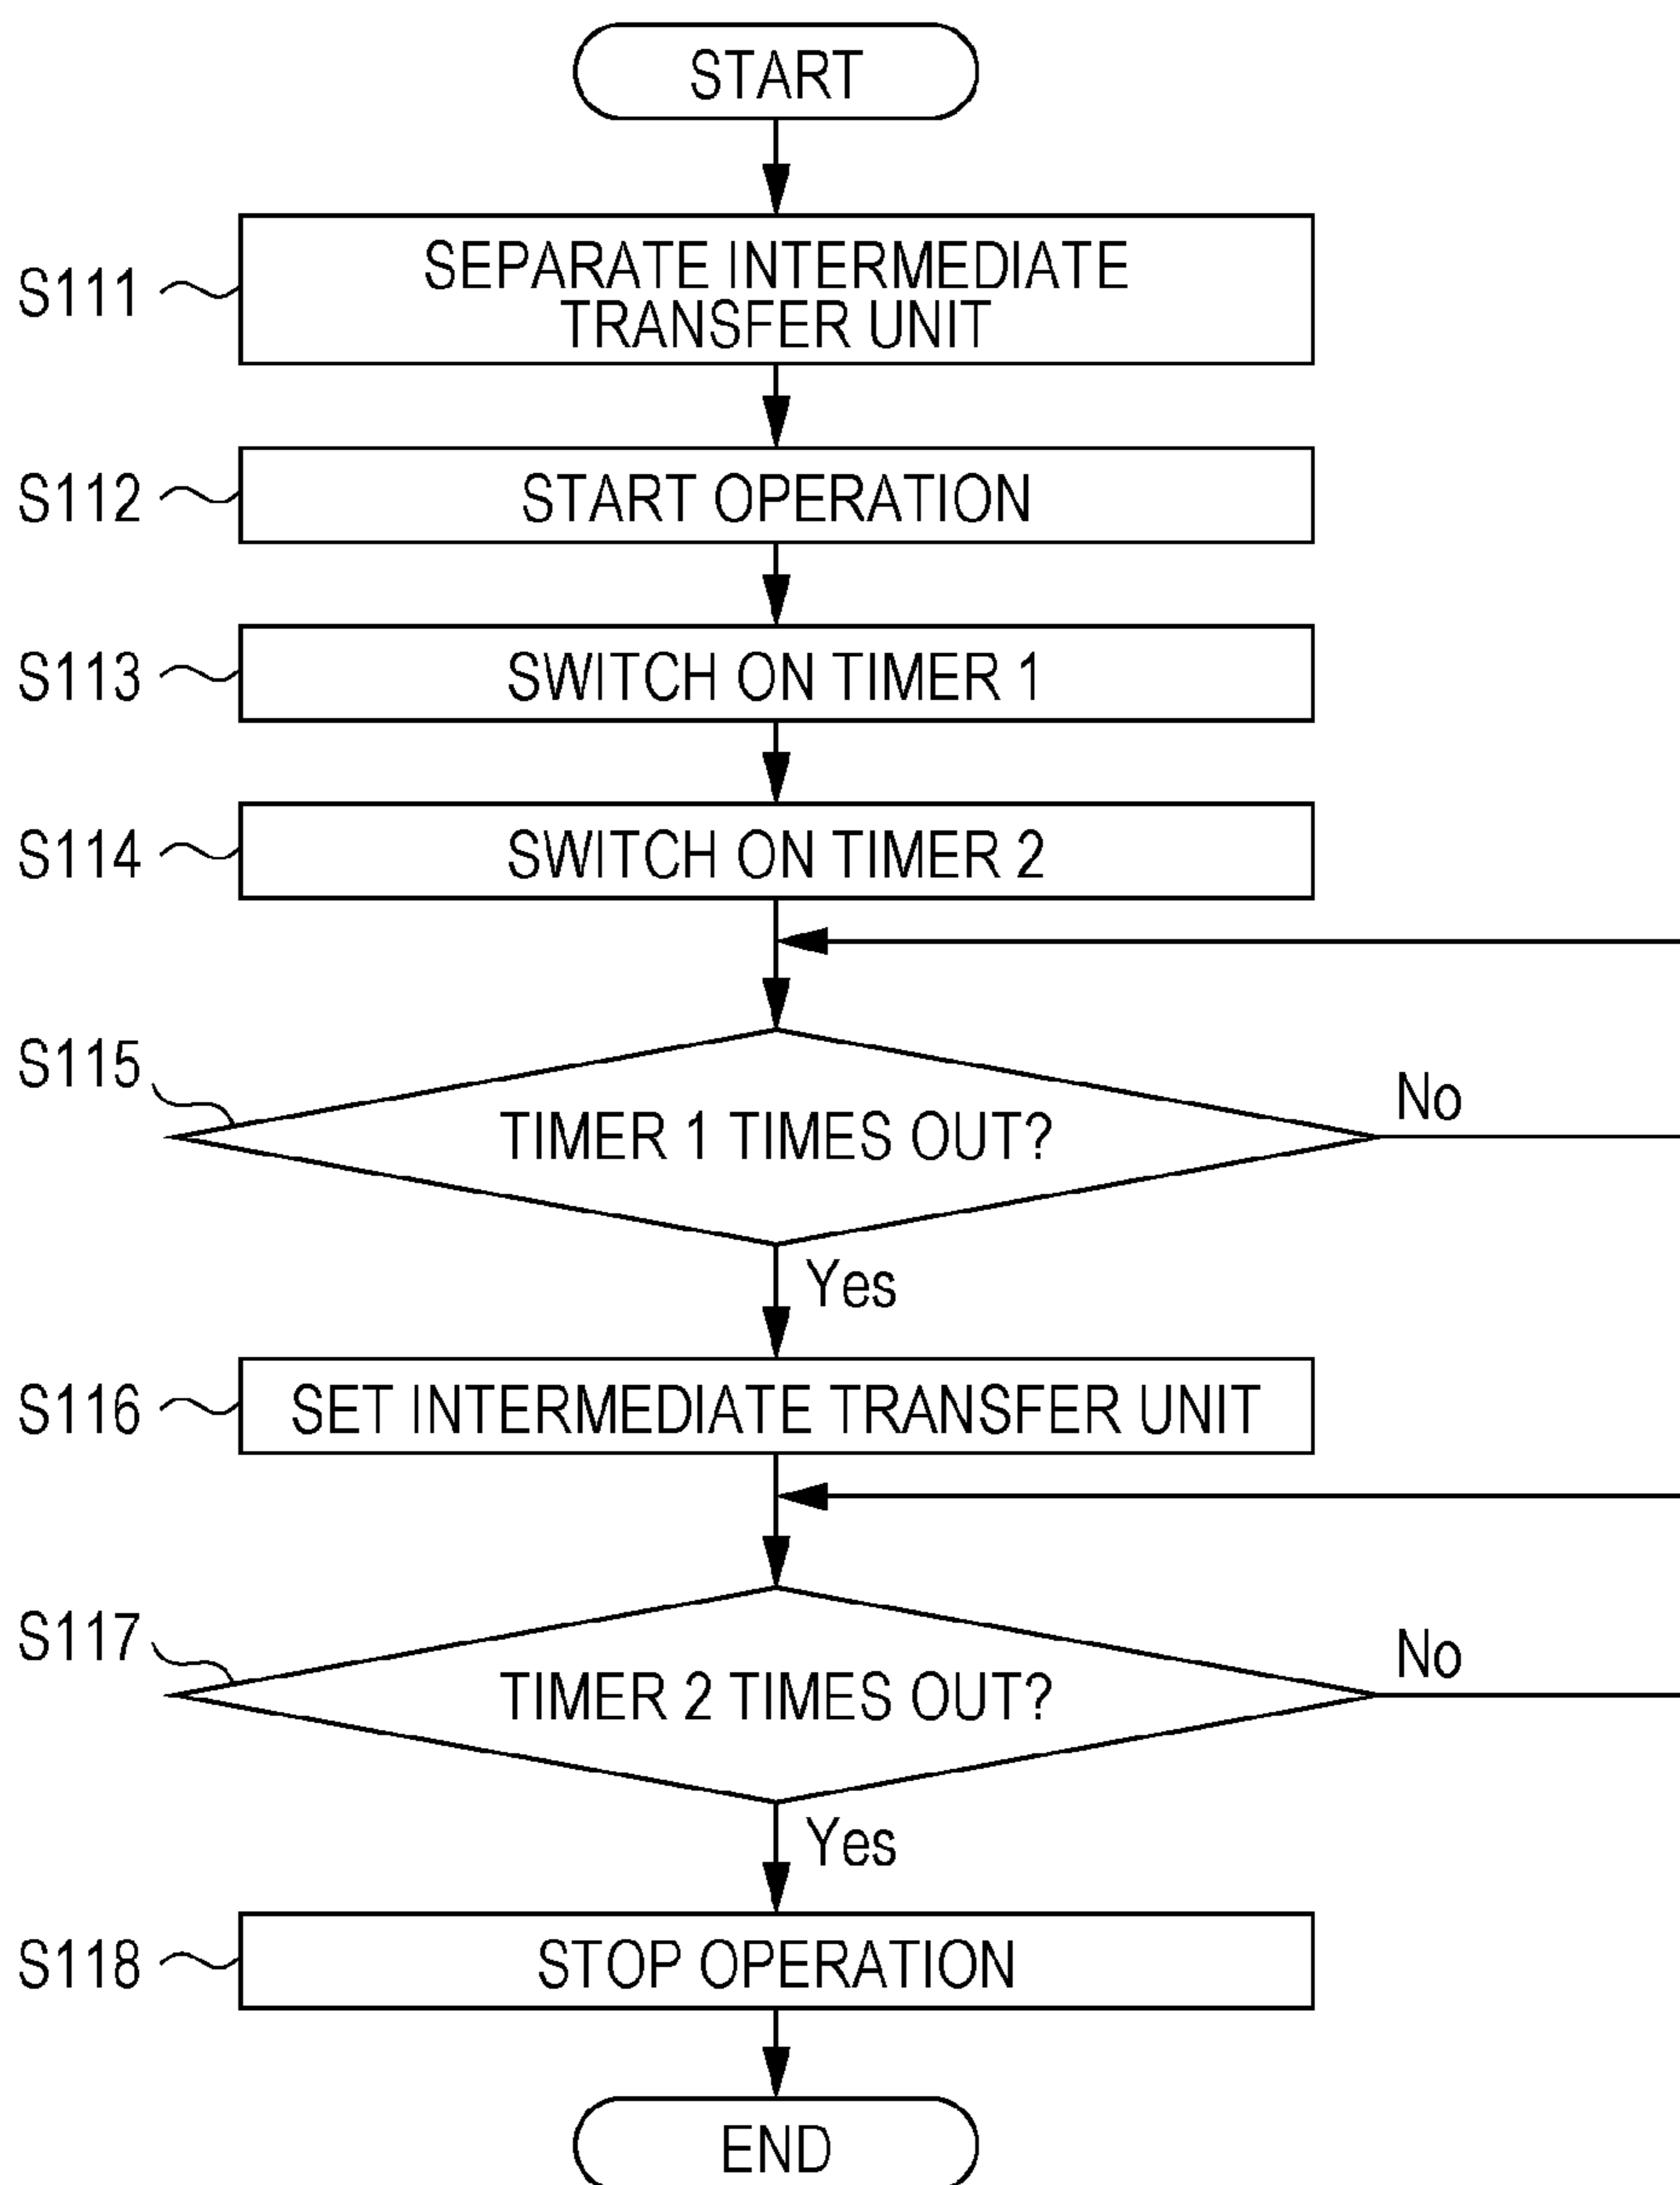 START
S111
SEPARATE INTERMEDIATE
TRANSFER UNIT
S112
START OPERATION
S113
SWITCH ON TIMER 1
S114
SWITCH ON TIMER 2
S115
TIMER 1 TIMES OUT?
No
Yes
S116
SET INTERMEDIATE TRANSFER UNIT
S117
TIMER 2 TIMES OUT?
No
Yes
S118
STOP OPERATION
END